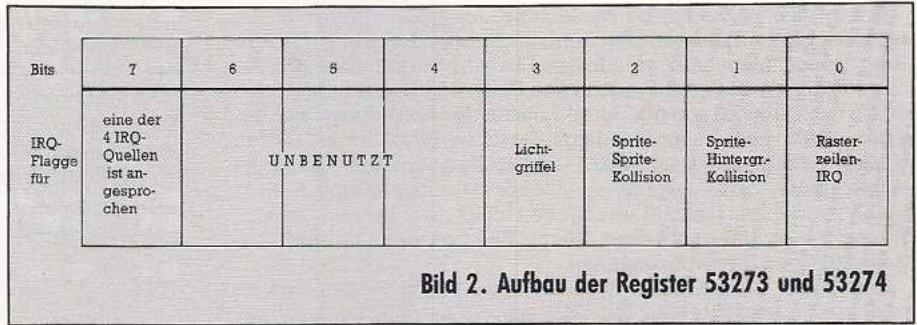 Bits 7 6 5 4 3 2 1 0
IRQ-
Flagge
für
eine der
4 IRQ-
Quellen
ist an-
gespro-
chen
UNBENUTZT
Licht-
griffel
Sprite-
Sprite-
Kollision
Sprite-
Hintergr.-
Kollision
Raster-
zeilen-
IRQ
Bild 2. Aufbau der Register 53273 und 53274